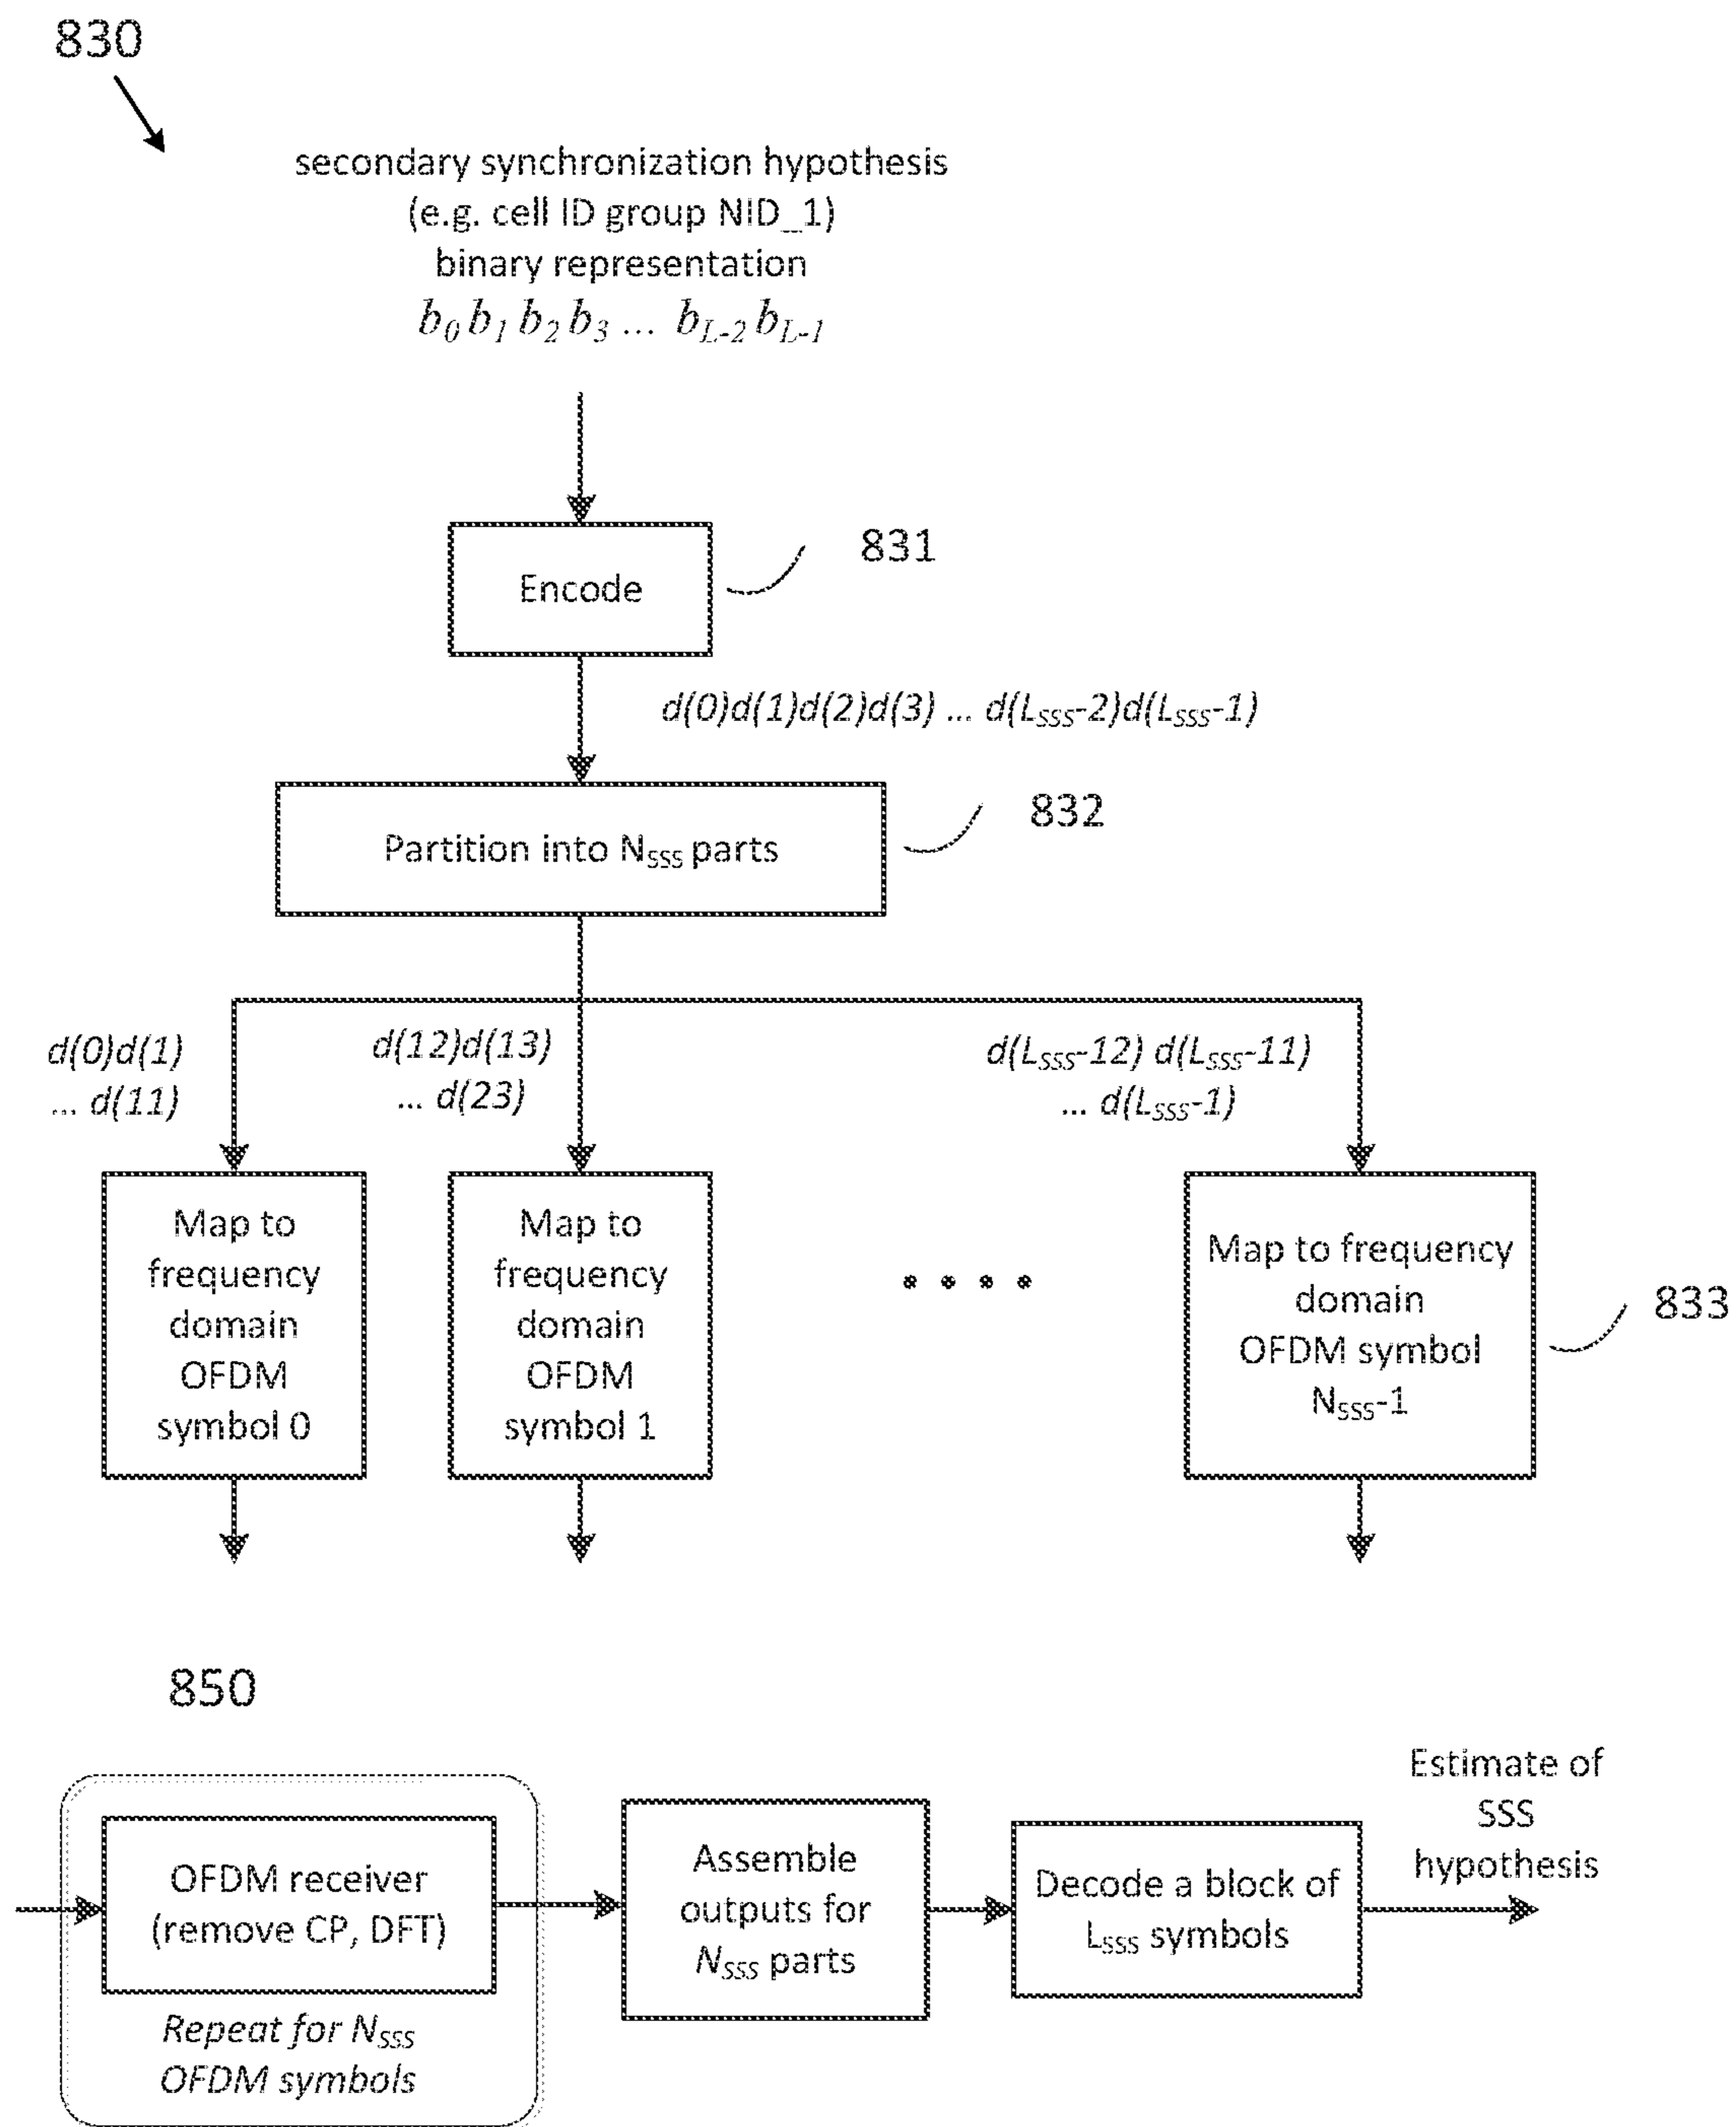 830
secondary synchronization hypothesis
(e.g. cell ID group NID_1)
binary representation
b0 b1 b2 b3 ... bL-2 bL-1
Encode
831
d(0)d(1)d(2)d(3) ... d(LSSS-2)d(LSSS-1)
Partition into NSSS parts
832
d(0)d(1)
... d(11)
d(12)d(13)
... d(23)
d(LSSS-12) d(LSSS-11)
... d(LSSS-1)
Map to
frequency
domain
OFDM
symbol 0
Map to
frequency
domain
OFDM
symbol 1
....
Map to frequency
domain
OFDM symbol
NSSS-1
833
850
OFDM receiver
(remove CP, DFT)
Repeat for NSSS
OFDM symbols
Assemble
outputs for
NSSS parts
Decode a block of
LSSS symbols
Estimate of
SSS
hypothesis